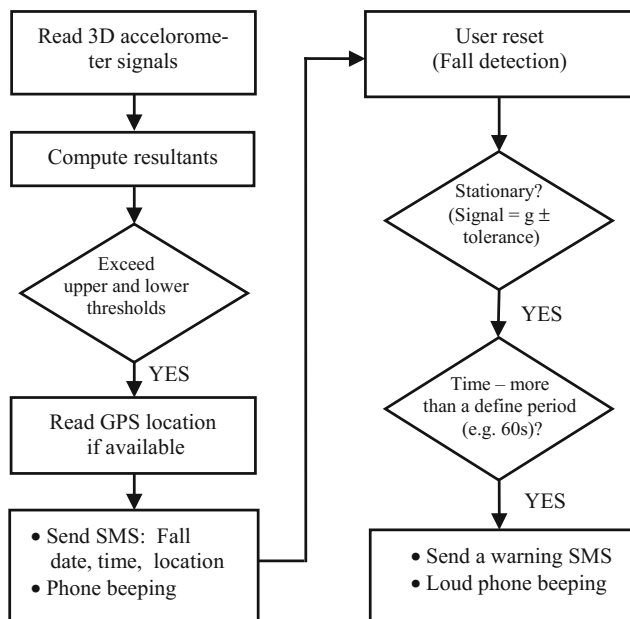 Read 3D accelorome-
ter signals
Compute resultants
Exceed
upper and lower
thresholds
YES
Read GPS location
if available
• Send SMS: Fall
date, time, location
• Phone beeping
User reset
(Fall detection)
Stationary?
(Signal = g ±
tolerance)
YES
Time – more
than a define period
(e.g. 60s)?
YES
• Send a warning SMS
• Loud phone beeping